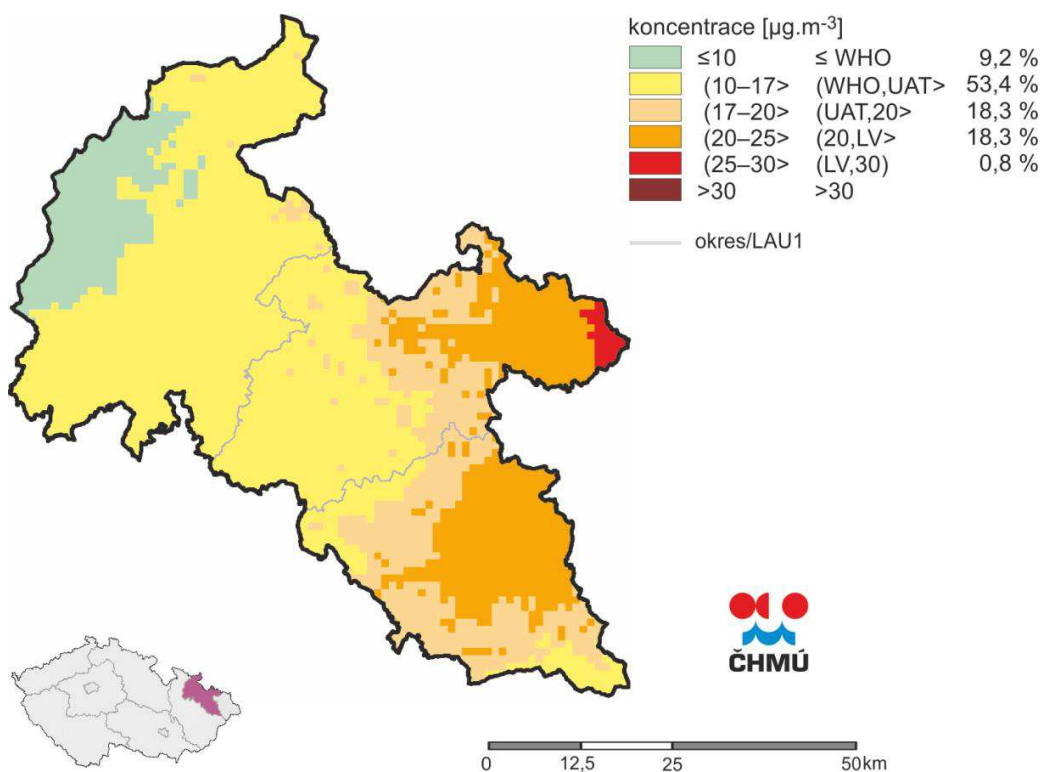 koncentrace [µg.m⁻³]
≤10 ≤ WHO 9,2 %
(10–17> (WHO,UAT> 53,4 %
(17–20> (UAT,20> 18,3 %
(20–25> (20,LV> 18,3 %
(25–30> (LV,30) 0,8 %
>30 >30
okres/LAU1
ČHMÚ
0 12,5 25 50km